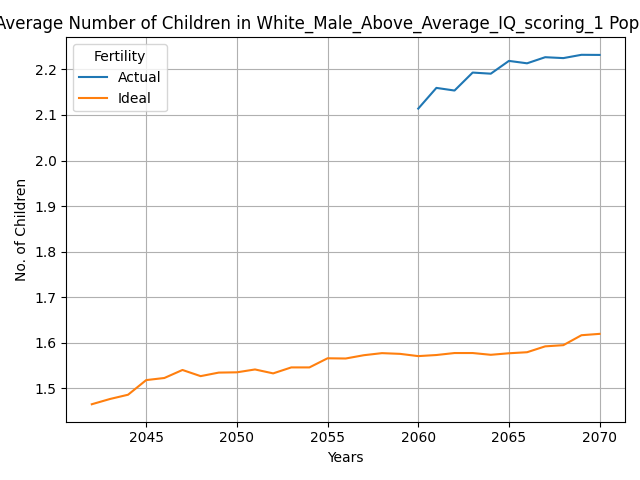 Average Number of Children in White_Male_Above_Average_IQ_scoring_1 Pop
Fertility
Actual
Ideal
2.2
2.1
2.0
1.9
1.8
1.7
1.6
1.5
No. of Children
2045 2050 2055 2060 2065 2070
Years